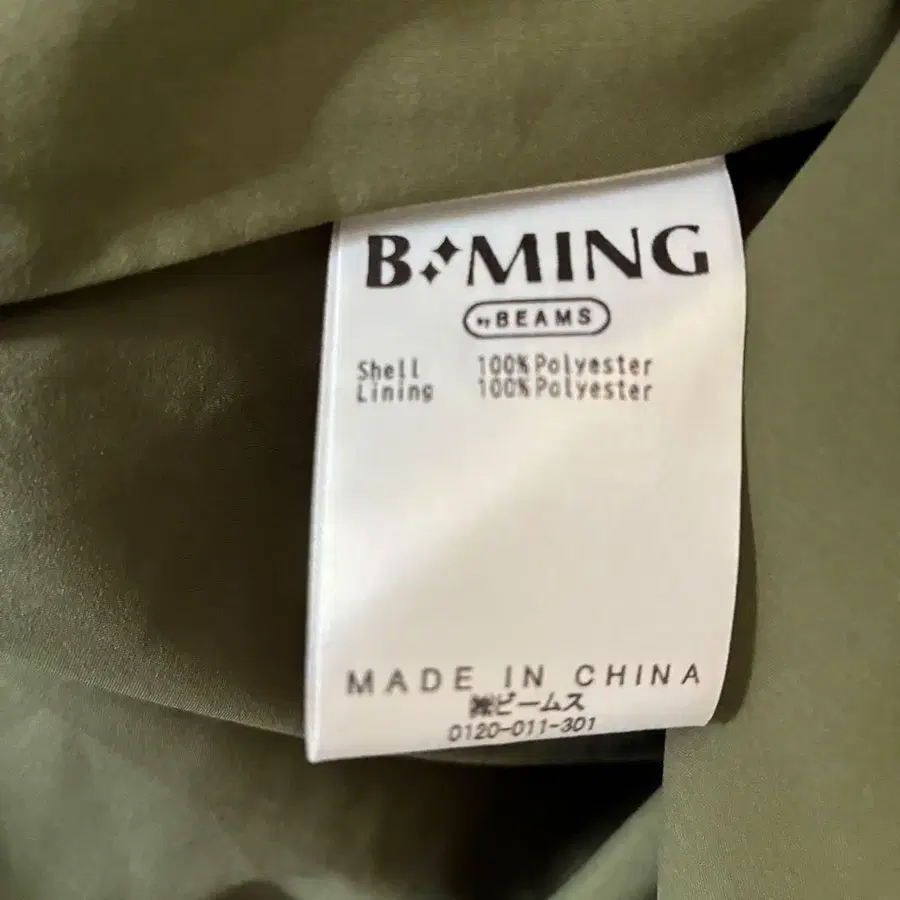 B MING
by BEAMS
Shell 100% Polyester
Lining 100% Polyester
MADE IN CHINA
㈱ビームス
0120-011-301